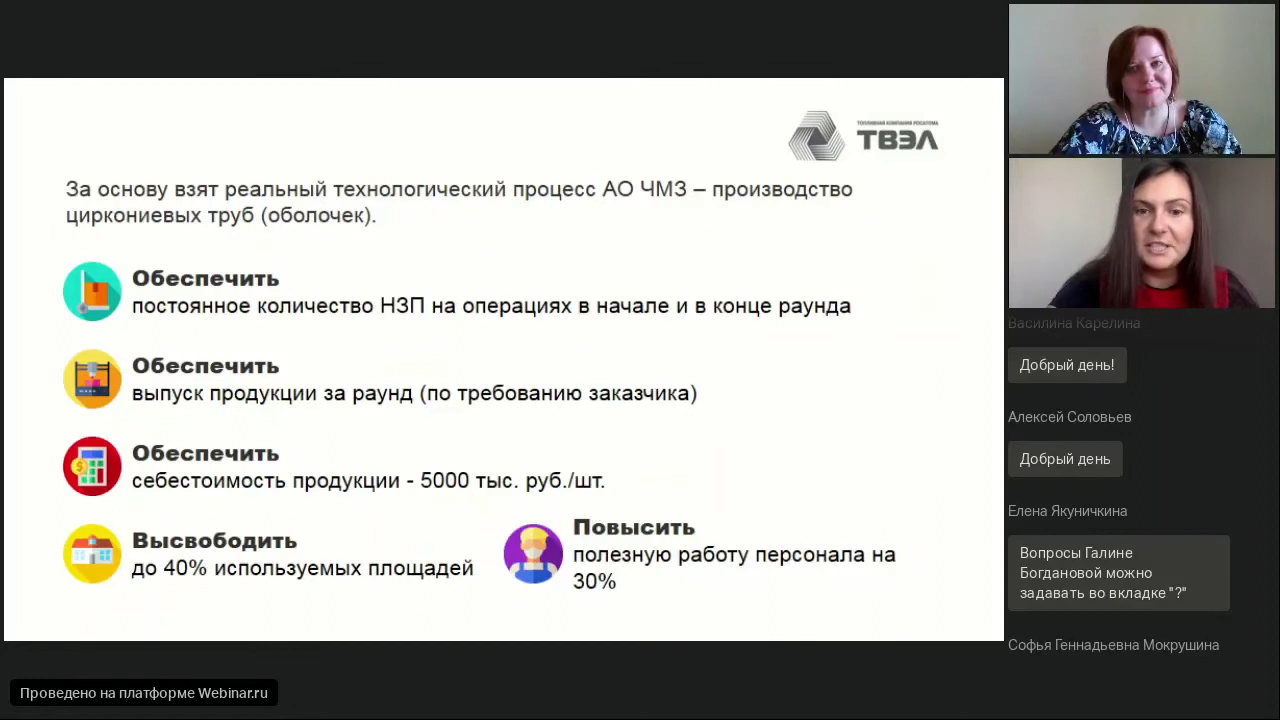 ТОПЛИВНАЯ КОМПАНИЯ РОСАТОМА
ТВЭЛ
За основу взят реальный технологический процесс АО ЧМЗ – производство
циркониевых труб (оболочек).
Обеспечить
постоянное количество НЗП на операциях в начале и в конце раунда
Обеспечить
выпуск продукции за раунд (по требованию заказчика)
Обеспечить
себестоимость продукции - 5000 тыс. руб./шт.
Высвободить
до 40% используемых площадей
Повысить
полезную работу персонала на
30%
Василина Карелина
Добрый день!
Алексей Соловьев
Добрый день
Елена Якуничкина
Вопросы Галине
Богдановой можно
задавать во вкладке "?"
Софья Геннадьевна Мокрушина
Проведено на платформе Webinar.ru